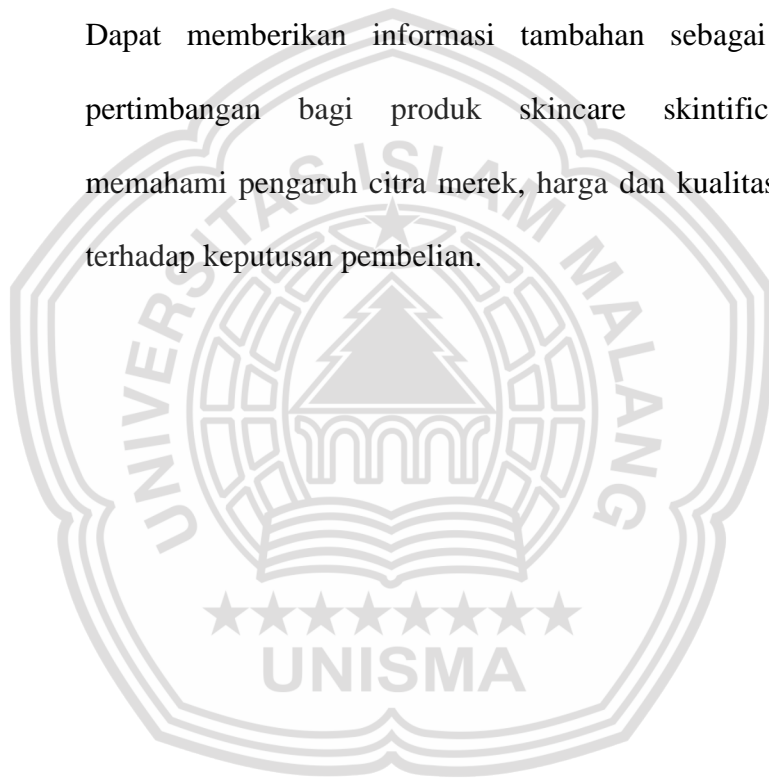 Dapat memberikan informasi tambahan sebagai
pertimbangan bagi produk skincare skintific
memahami pengaruh citra merek, harga dan kualitas
terhadap keputusan pembelian.
UNIVERSITAS ISLAM MALANG
UNISMA